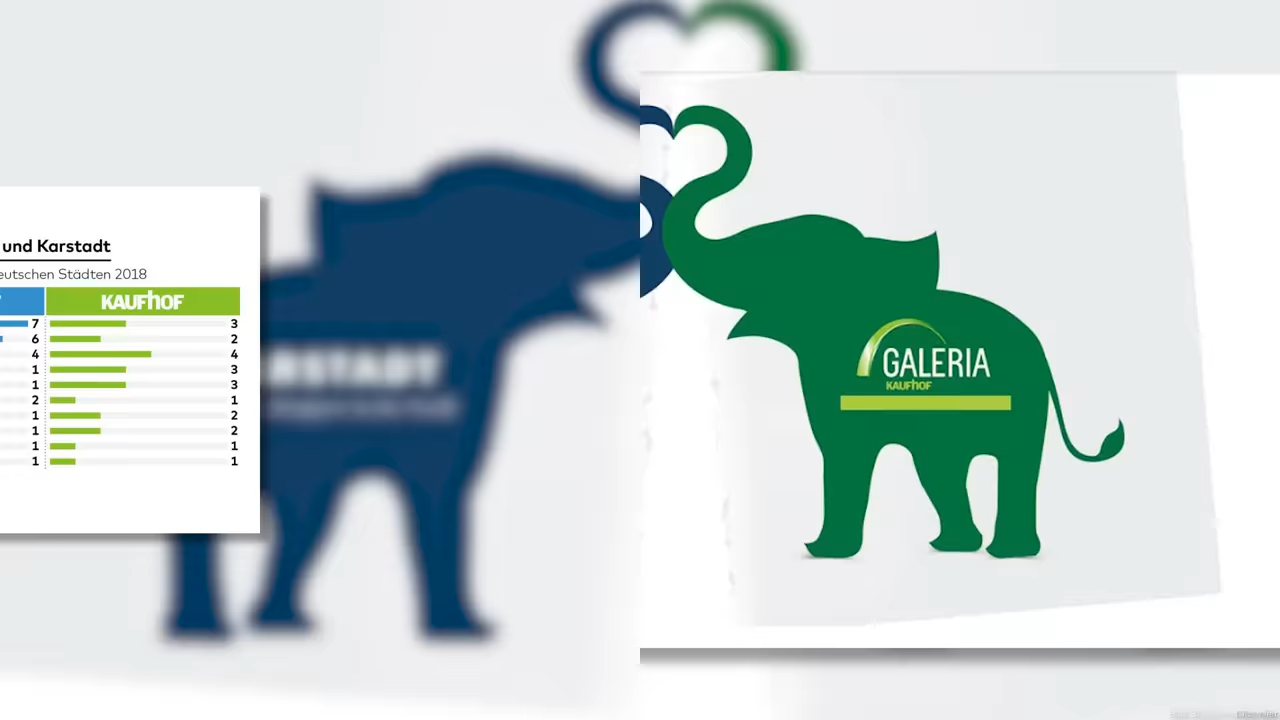 und Karstadt
eutschen Städten 2018
KAUFHOF
7 3
6 2
4 4
1 3
1 3
2 1
1 2
1 2
1 1
1 1
RSTADT
GALERIA
KAUFHOF